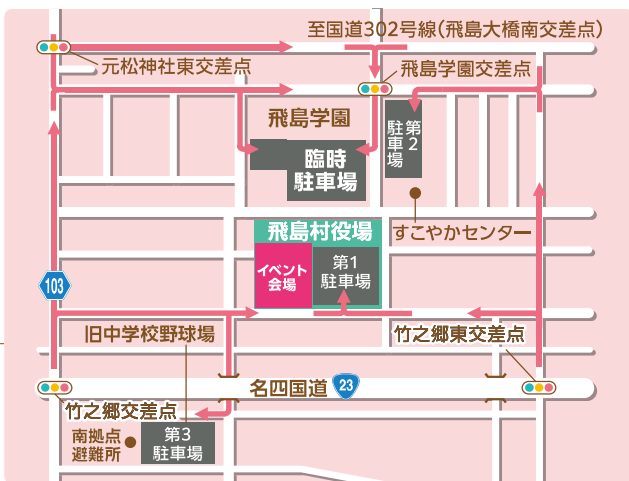 至国道302号線(飛島大橋南交差点)
元松神社東交差点
飛島学園交差点
飛島学園
第2
駐車場
臨時
駐車場
すこやかセンター
飛島村役場
イベント
会場
第1
駐車場
103
旧中学校野球場
竹之郷東交差点
名四国道 23
竹之郷交差点
南拠点
避難所
第3
駐車場